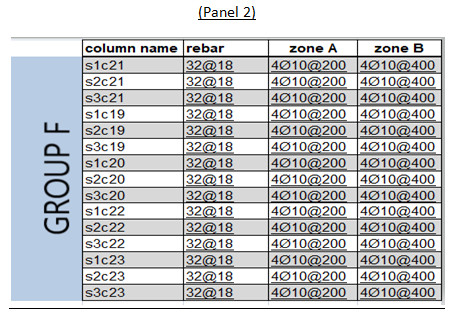 (Panel 2)
column name rebar zone A zone B
GROUP F
s1c21 32@18 4Ø10@200 4Ø10@400
s2c21 32@18 4Ø10@200 4Ø10@400
s3c21 32@18 4Ø10@200 4Ø10@400
s1c19 32@18 4Ø10@200 4Ø10@400
s2c19 32@18 4Ø10@200 4Ø10@400
s3c19 32@18 4Ø10@200 4Ø10@400
s1c20 32@18 4Ø10@200 4Ø10@400
s2c20 32@18 4Ø10@200 4Ø10@400
s3c20 32@18 4Ø10@200 4Ø10@400
s1c22 32@18 4Ø10@200 4Ø10@400
s2c22 32@18 4Ø10@200 4Ø10@400
s3c22 32@18 4Ø10@200 4Ø10@400
s1c23 32@18 4Ø10@200 4Ø10@400
s2c23 32@18 4Ø10@200 4Ø10@400
s3c23 32@18 4Ø10@200 4Ø10@400